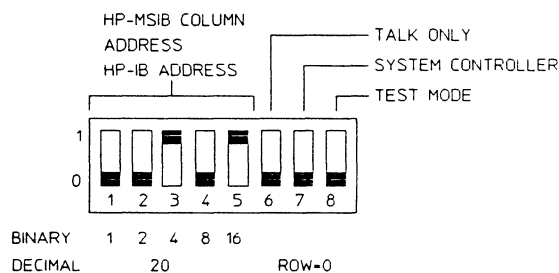 HP-MSIB COLUMN
ADDRESS
HP-IB ADDRESS
TALK ONLY
SYSTEM CONTROLLER
TEST MODE
1
0
1 2 3 4 5 6 7 8
BINARY 1 2 4 8 16
DECIMAL 20 ROW=0